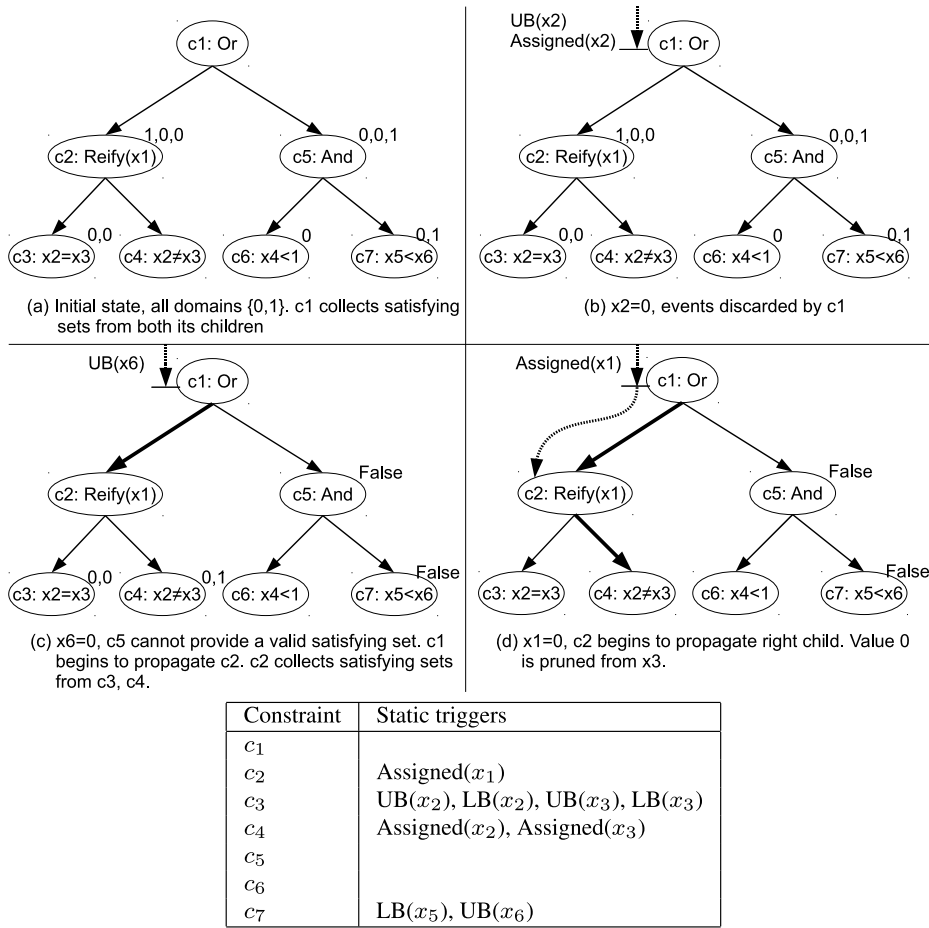 c1: Or
1,0,0
0,0,1
c2: Reify(x1)
c5: And
0,0
0
0,1
c3: x2=x3
c4: x2≠x3
c6: x4<1
c7: x5<x6
(a) Initial state, all domains {0,1}. c1 collects satisfying
sets from both its children
UB(x2)
Assigned(x2)
c1: Or
1,0,0
0,0,1
c2: Reify(x1)
c5: And
0,0
0
0,1
c3: x2=x3
c4: x2≠x3
c6: x4<1
c7: x5<x6
(b) x2=0, events discarded by c1
UB(x6)
c1: Or
False
c2: Reify(x1)
c5: And
0,0
0,1
False
c3: x2=x3
c4: x2≠x3
c6: x4<1
c7: x5<x6
(c) x6=0, c5 cannot provide a valid satisfying set. c1
begins to propagate c2. c2 collects satisfying sets
from c3, c4.
Assigned(x1)
c1: Or
False
c2: Reify(x1)
c5: And
False
c3: x2=x3
c4: x2≠x3
c6: x4<1
c7: x5<x6
(d) x1=0, c2 begins to propagate right child. Value 0
is pruned from x3.
Constraint Static triggers
c1
c2 Assigned(x1)
c3 UB(x2), LB(x2), UB(x3), LB(x3)
c4 Assigned(x2), Assigned(x3)
c5
c6
c7 LB(x5), UB(x6)